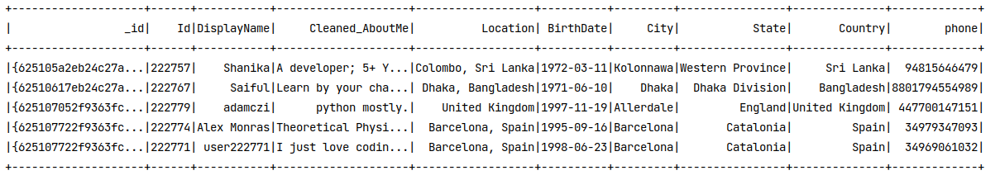 +-------------------+------+-----------+-------------------+------------------+----------+---------+----------------+--------------+-------------+
|                _id|    Id|DisplayName|    Cleaned_AboutMe|          Location| BirthDate|     City|           State|       Country|        phone|
+-------------------+------+-----------+-------------------+------------------+----------+---------+----------------+--------------+-------------+
|{625105a2eb24c27a...|222757|    Shanika|A developer; 5+ Y...|Colombo, Sri Lanka|1972-03-11|Kolonnawa|Western Province|     Sri Lanka|  94815646479|
|{62510617eb24c27a...|222767|     Saiful|Learn by your cha...| Dhaka, Bangladesh|1971-06-10|    Dhaka|  Dhaka Division|    Bangladesh|8801794554989|
|{625107052f9363fc...|222779|    adamczi|      python mostly.|    United Kingdom|1997-11-19|Allerdale|         England|United Kingdom| 447700147151|
|{625107722f9363fc...|222774|Alex Monras|Theoretical Physi...|  Barcelona, Spain|1995-09-16|Barcelona|       Catalonia|         Spain|  34979347093|
|{625107722f9363fc...|222771| user222771|I just love codin...|  Barcelona, Spain|1998-06-23|Barcelona|       Catalonia|         Spain|  34969061032|
+-------------------+------+-----------+-------------------+------------------+----------+---------+----------------+--------------+-------------+